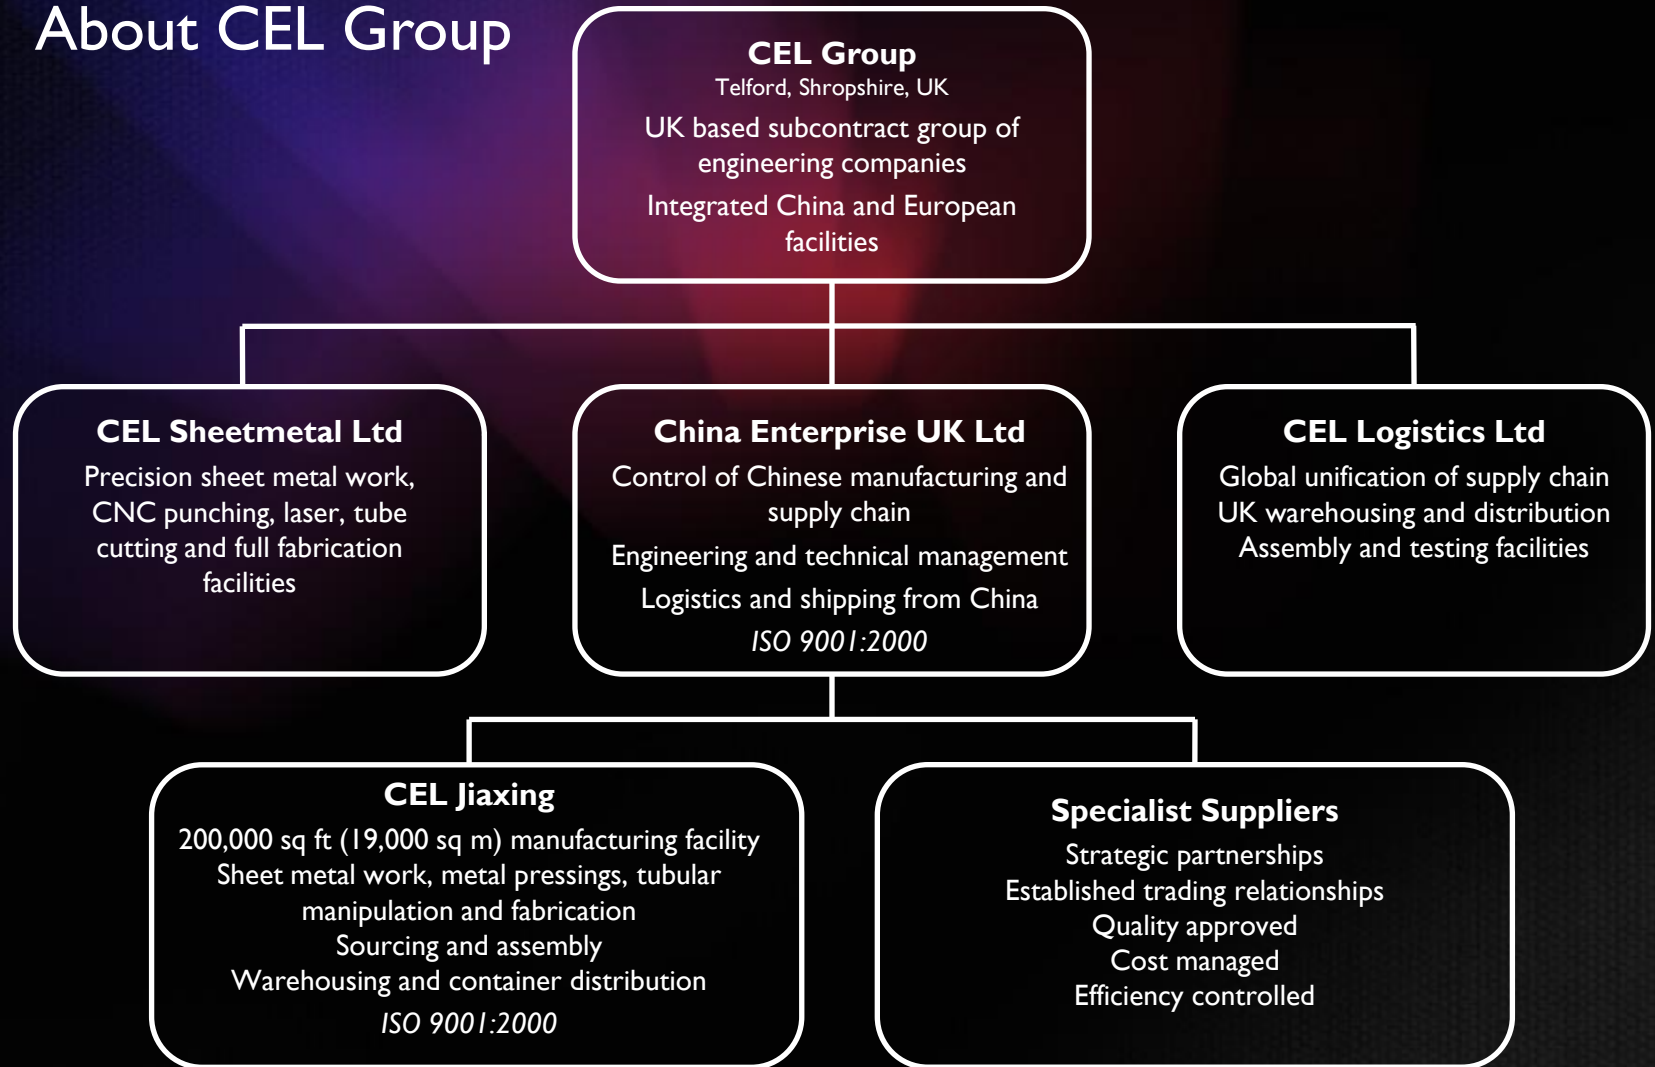 About CEL Group
CEL Group
Telford, Shropshire, UK
UK based subcontract group of
engineering companies
Integrated China and European
facilities
CEL Sheetmetal Ltd
Precision sheet metal work,
CNC punching, laser, tube
cutting and full fabrication
facilities
China Enterprise UK Ltd
Control of Chinese manufacturing and
supply chain
Engineering and technical management
Logistics and shipping from China
ISO 9001:2000
CEL Logistics Ltd
Global unification of supply chain
UK warehousing and distribution
Assembly and testing facilities
CEL Jiaxing
200,000 sq ft (19,000 sq m) manufacturing facility
Sheet metal work, metal pressings, tubular
manipulation and fabrication
Sourcing and assembly
Warehousing and container distribution
ISO 9001:2000
Specialist Suppliers
Strategic partnerships
Established trading relationships
Quality approved
Cost managed
Efficiency controlled